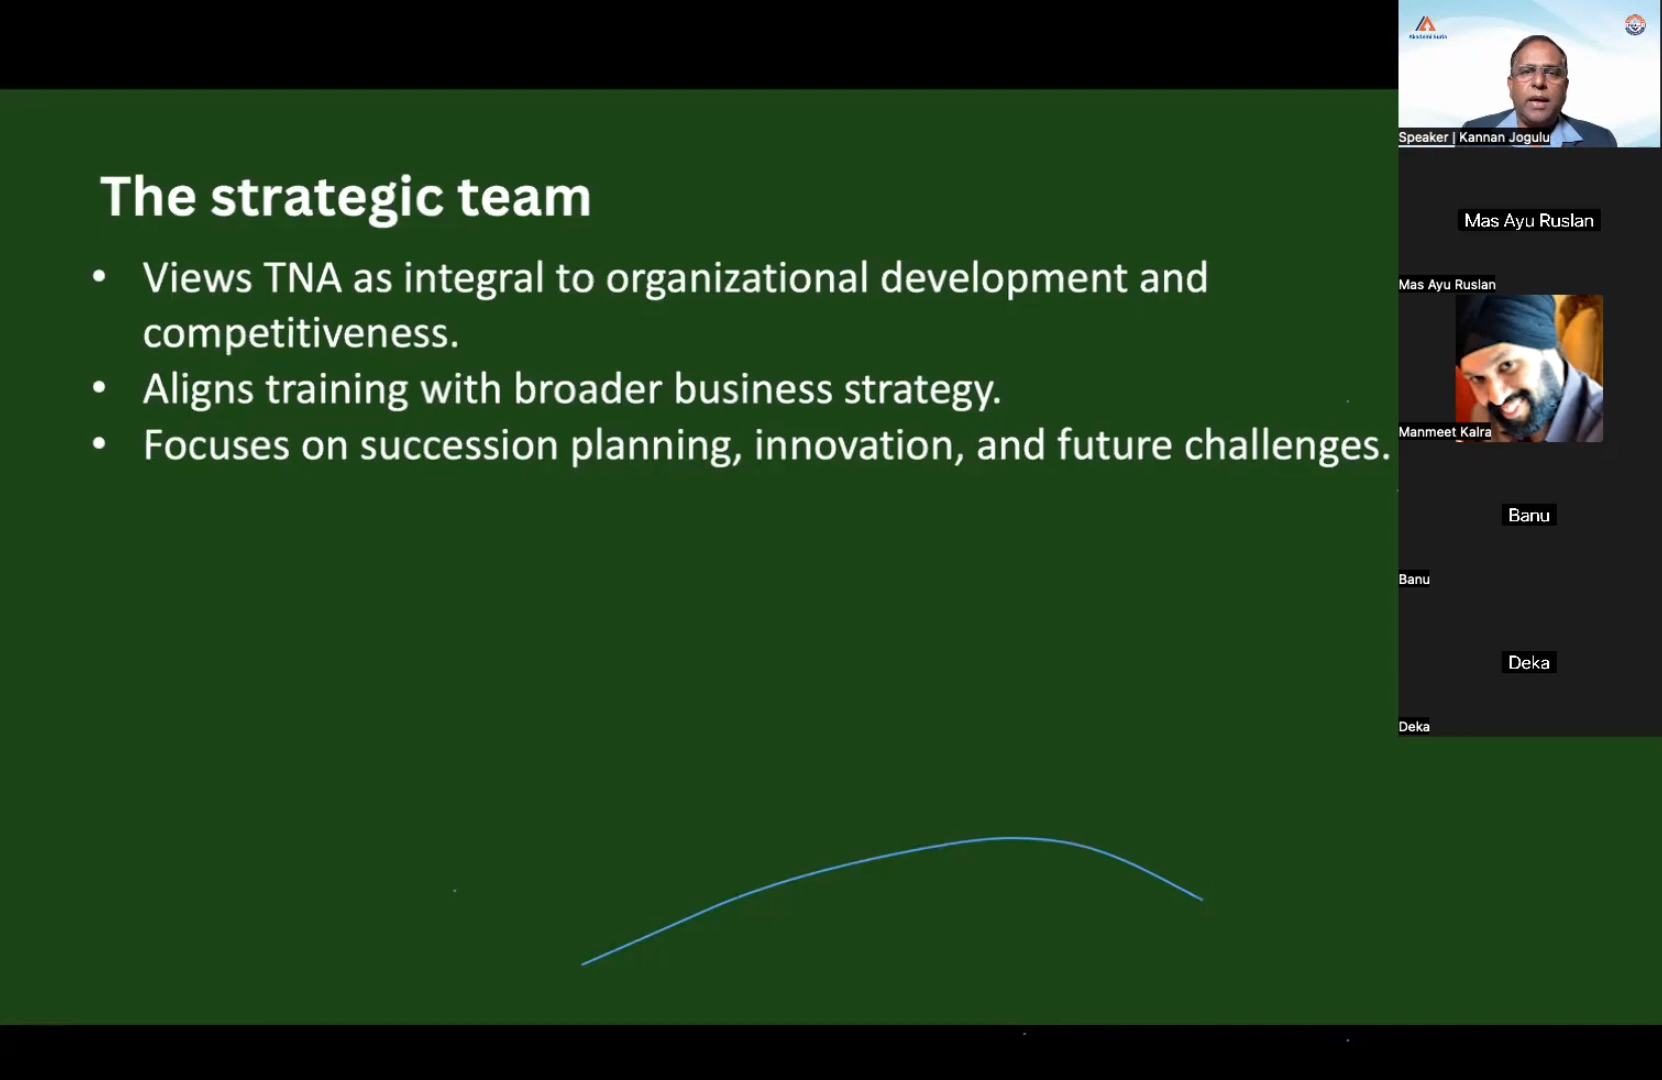 The strategic team
• Views TNA as integral to organizational development and
competitiveness.
• Aligns training with broader business strategy.
• Focuses on succession planning, innovation, and future challenges.
Speaker | Kannan Jogulu
Mas Ayu Ruslan
Mas Ayu Ruslan
Manmeet Kalra
Banu
Banu
Deka
Deka